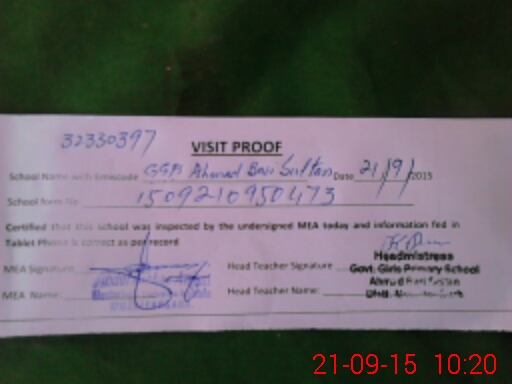 32330397
VISIT PROOF
School Name with Emiscode GGPS Ahmad Bani Sultan Date 21/9/2015
School form No 150921095 0473
Certified that this school was inspected by the undersigned MEA today and information fed in
Tablet Phone is correct as per record
MEA Signature
Head Teacher Signature
Headmistress
Govt. Girls Primary School
MEA Name:
Head Teacher Name:
21-09-15 10:20